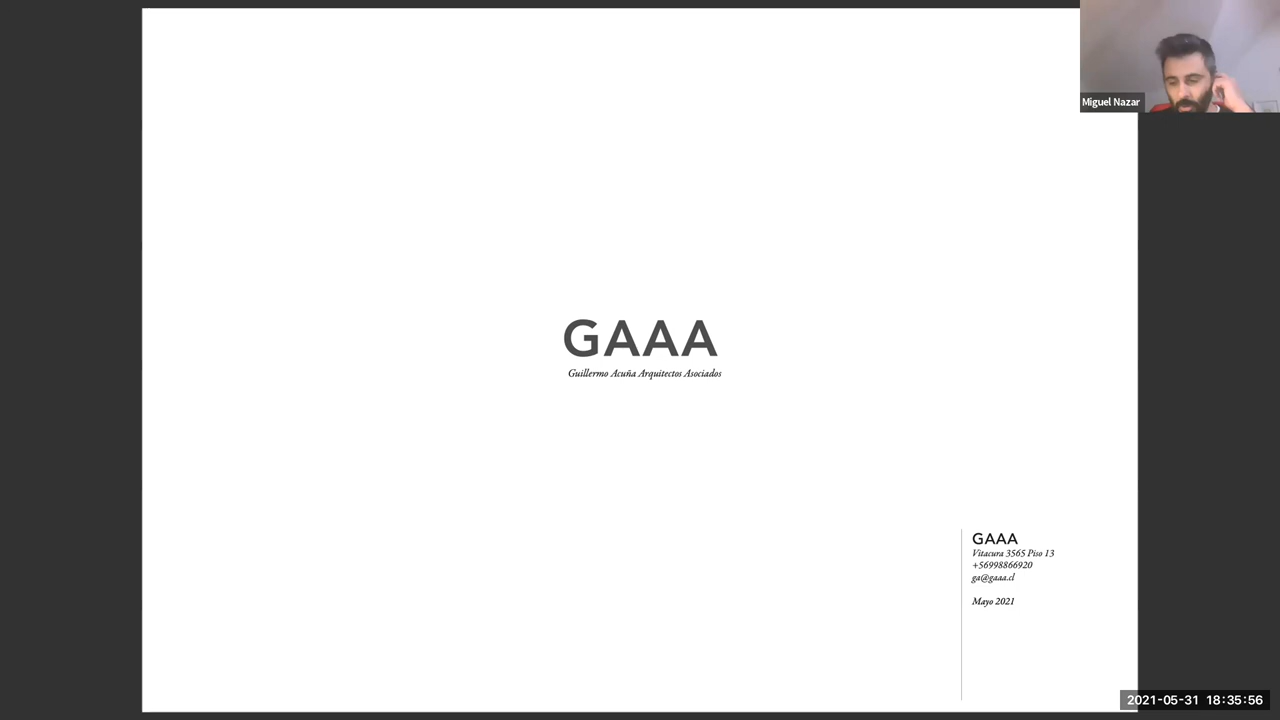 Miguel Nazar
GAAA
Guillermo Acuña Arquitectos Asociados
GAAA
Vitacura 3565 Piso 13
+56998866920
ga@gaaa.cl
Mayo 2021
2021-05-31 18:35:56